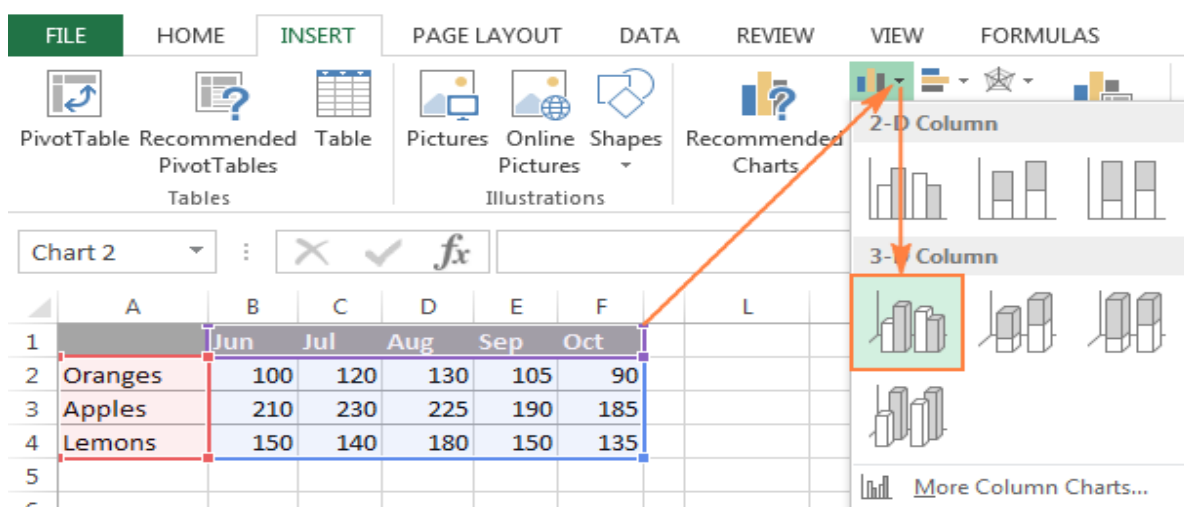 FILE HOME INSERT PAGE LAYOUT DATA REVIEW VIEW FORMULAS
PivotTable Recommended PivotTables Table Pictures Online Pictures Shapes Recommended Charts
Tables Illustrations
2-D Column
3-D Column
More Column Charts...
Chart 2 fx
A B C D E F L
1 Jun Jul Aug Sep Oct
2 Oranges 100 120 130 105 90
3 Apples 210 230 225 190 185
4 Lemons 150 140 180 150 135
5